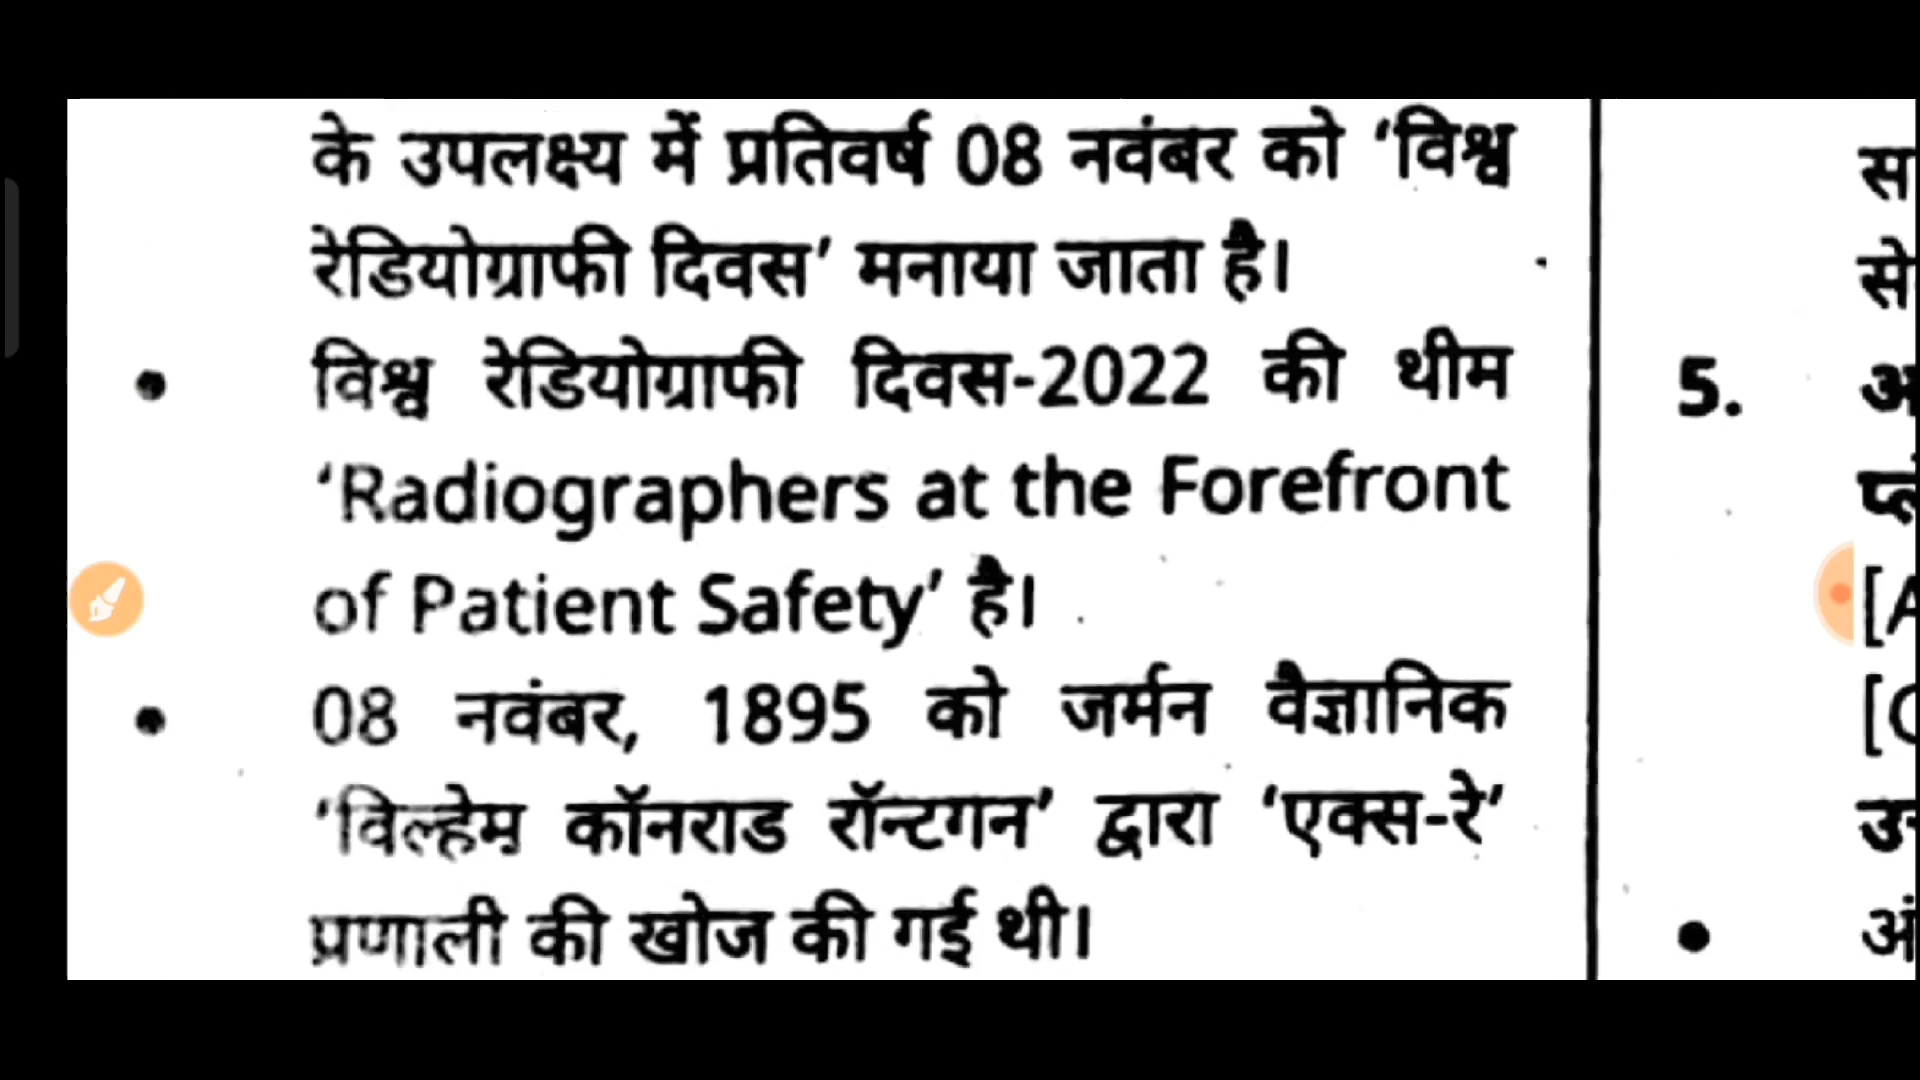 के उपलक्ष्य में प्रतिवर्ष 08 नवंबर को ‘विश्व
रेडियोग्राफी दिवस’ मनाया जाता है।
• विश्व रेडियोग्राफी दिवस-2022 की थीम
‘Radiographers at the Forefront
of Patient Safety’ है।
• 08 नवंबर, 1895 को जर्मन वैज्ञानिक
‘विल्हेम कॉनराड रॉन्टगन’ द्वारा ‘एक्स-रे’
प्रणाली की खोज की गई थी।
5.